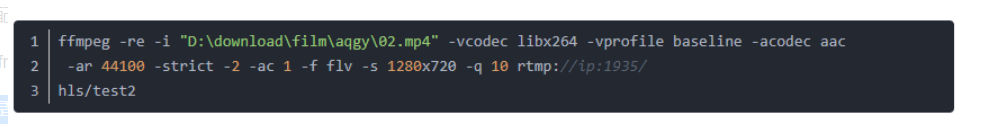 1 ffmpeg -re -i "D:\download\film\aqgy\02.mp4" -vcodec libx264 -vprofile baseline -acodec aac
2 -ar 44100 -strict -2 -ac 1 -f flv -s 1280x720 -q 10 rtmp://ip:1935/
3 hls/test2